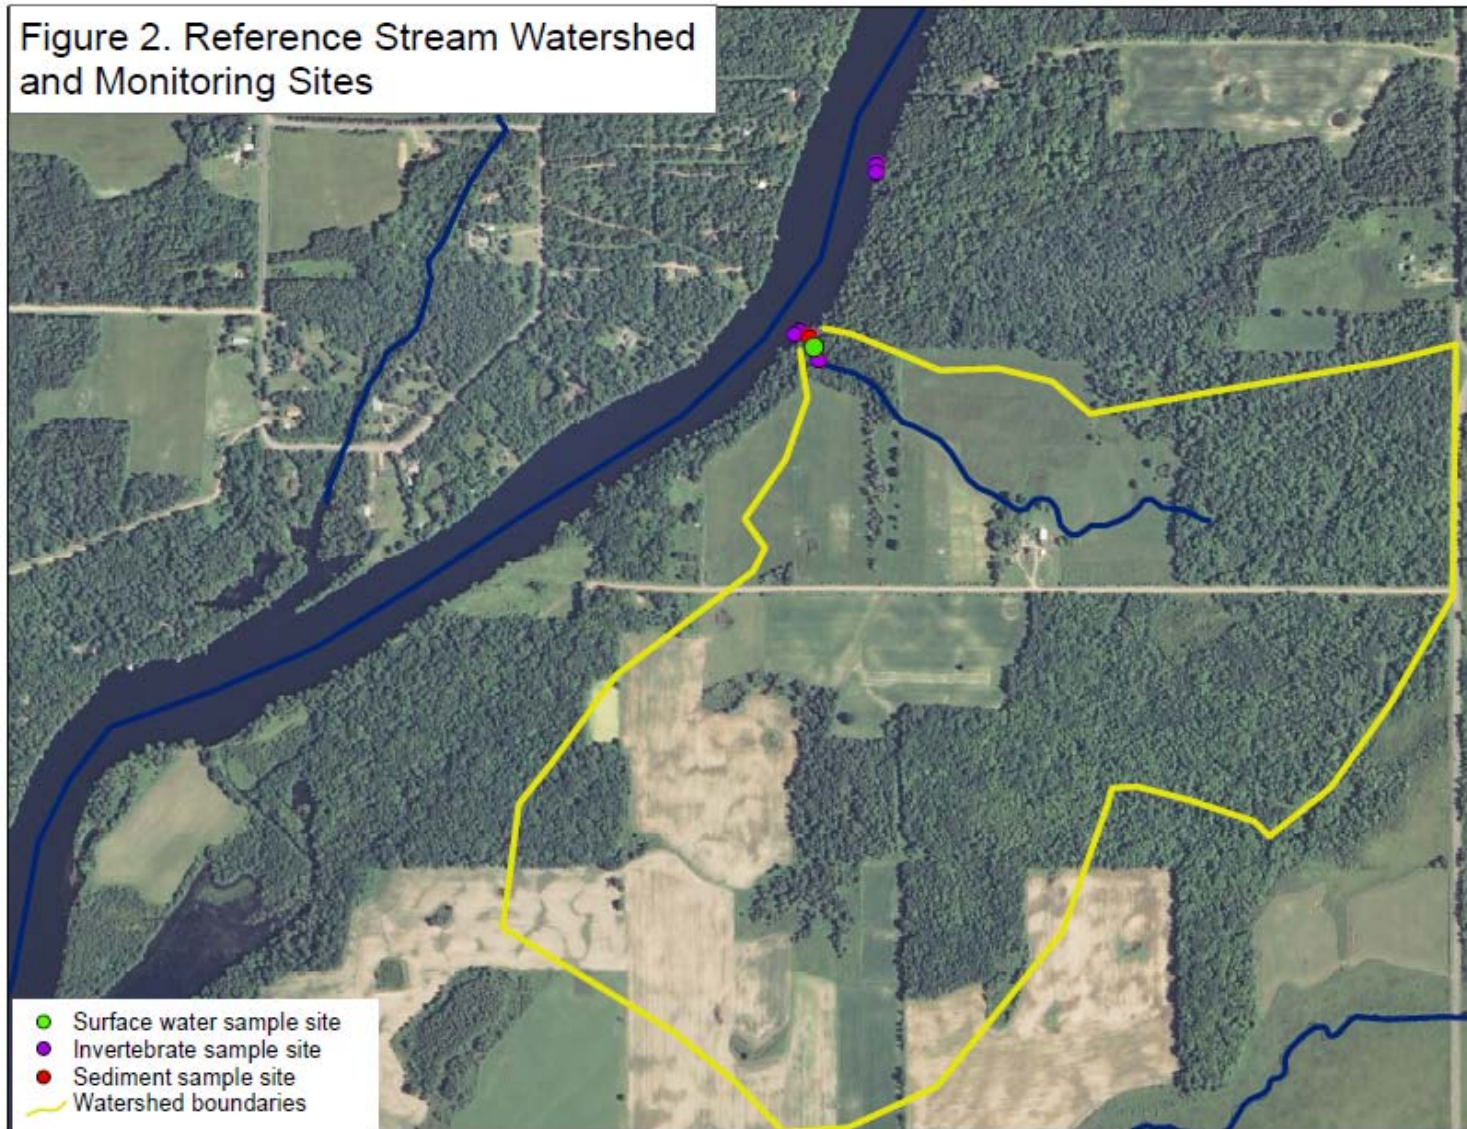 Figure 2. Reference Stream Watershed
and Monitoring Sites
Surface water sample site
Invertebrate sample site
Sediment sample site
Watershed boundaries